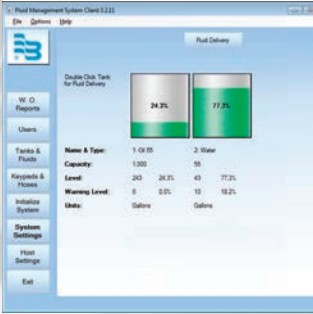 Fluid Management System Client 3.2.31
File Options Help
Fluid Delivery
Double Click Tank
for Fluid Delivery
24.3% 77.3%
W. O.
Reports
Users
Tanks &
Fluids
Keypads &
Hoses
Initialize
System
System
Settings
Host
Settings
Exit
Name & Type: 1: Oil 55 2: Water
Capacity: 1,000 55
Level: 243 24.3% 43 77.3%
Warning Level: 0 0.0% 10 18.2%
Units: Gallons Gallons